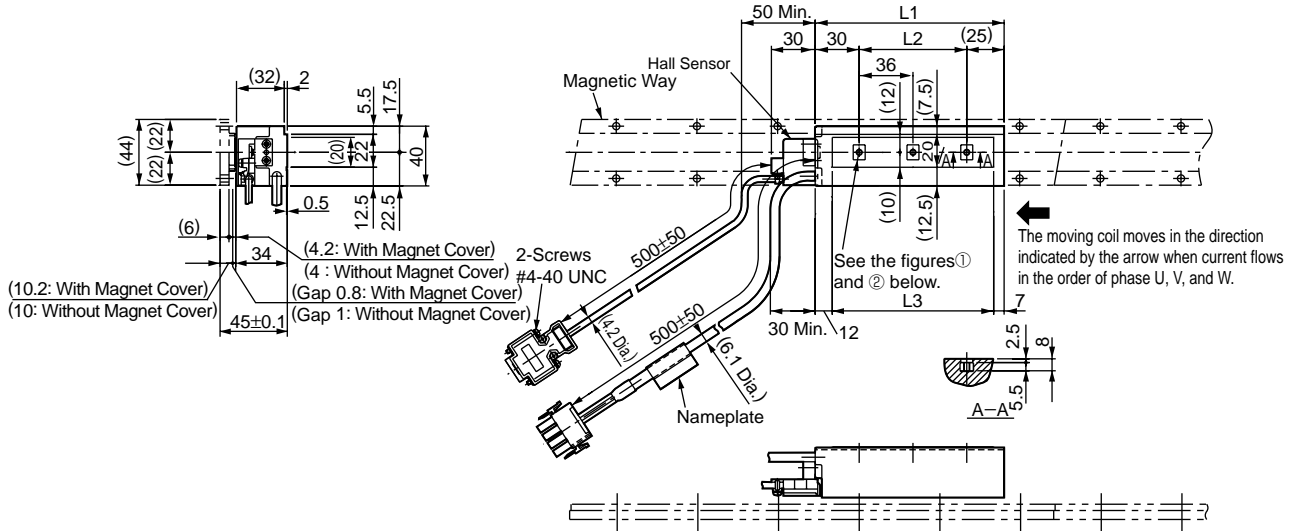 50 Min.
L1
30
30
L2
(25)
Hall Sensor
36
Magnetic Way
(12)
(7.5)
(32)
2
5.5
17.5
(44)
(22)
(22)
(20)
22
40
20
A
A
0.5
12.5
22.5
(10)
(12.5)
(6)
34
(4.2: With Magnet Cover)
(4 : Without Magnet Cover)
(Gap 0.8: With Magnet Cover)
(Gap 1: Without Magnet Cover)
(10.2: With Magnet Cover)
(10: Without Magnet Cover)
45±0.1
2-Screws
#4-40 UNC
500±50
(4.2 Dia.)
500±50
(6.1 Dia.)
Nameplate
See the figures①
and ② below.
The moving coil moves in the direction
indicated by the arrow when current flows
in the order of phase U, V, and W.
30 Min.
12
L3
7
2.5
8
5.5
A–A